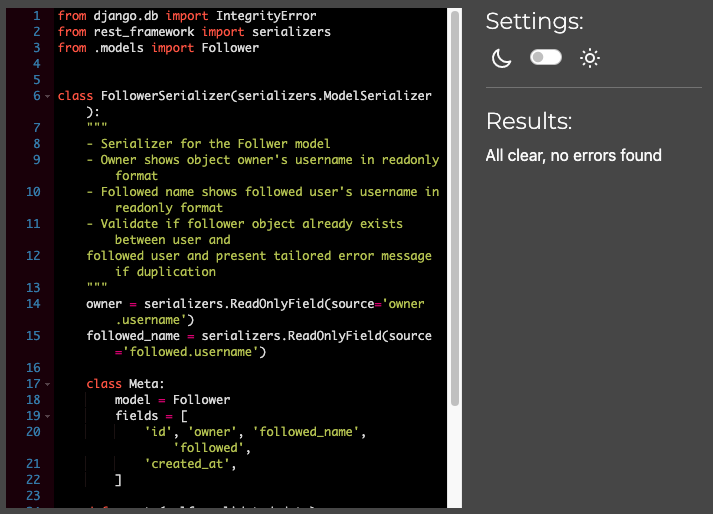 1 from django.db import IntegrityError
2 from rest_framework import serializers
3 from .models import Follower
4
5
6 class FollowerSerializer(serializers.ModelSerializer
):
7 """
8 - Serializer for the Follwer model
9 - Owner shows object owner's username in readonly
format
10 - Followed name shows followed user's username in
readonly format
11 - Validate if follower object already exists
between user and
12 followed user and present tailored error message
if duplication
13 """
14 owner = serializers.ReadOnlyField(source='owner
.username')
15 followed_name = serializers.ReadOnlyField(source
='followed.username')
16
17 class Meta:
18 model = Follower
19 fields = [
20 'id', 'owner', 'followed_name',
'followed',
21 'created_at',
22 ]
23
Settings:
Results:
All clear, no errors found